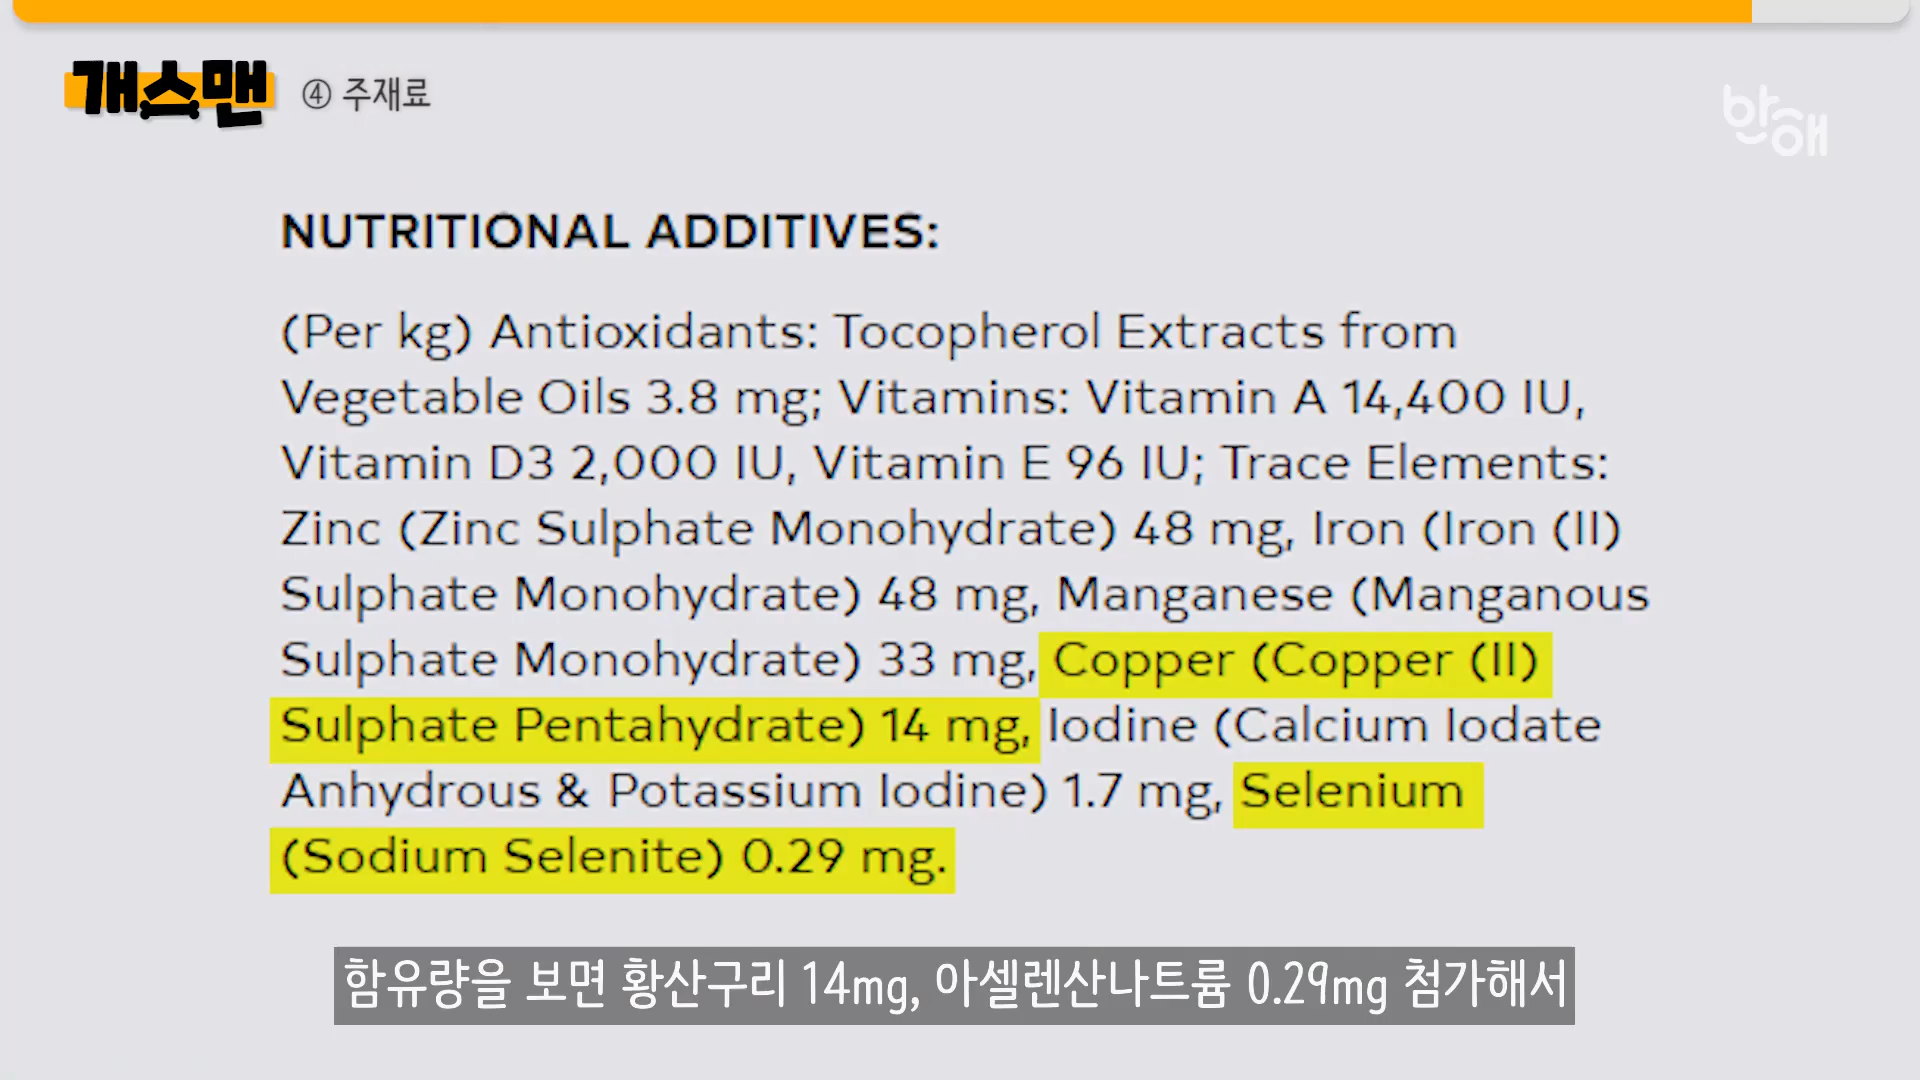 개스맨 ④ 주재료
반해
NUTRITIONAL ADDITIVES:
(Per kg) Antioxidants: Tocopherol Extracts from
Vegetable Oils 3.8 mg; Vitamins: Vitamin A 14,400 IU,
Vitamin D3 2,000 IU, Vitamin E 96 IU; Trace Elements:
Zinc (Zinc Sulphate Monohydrate) 48 mg, Iron (Iron (II)
Sulphate Monohydrate) 48 mg, Manganese (Manganous
Sulphate Monohydrate) 33 mg, Copper (Copper (II)
Sulphate Pentahydrate) 14 mg, Iodine (Calcium Iodate
Anhydrous & Potassium Iodine) 1.7 mg, Selenium
(Sodium Selenite) 0.29 mg.
함유량을 보면 황산구리 14mg, 아셀렌산나트륨 0.29mg 첨가해서